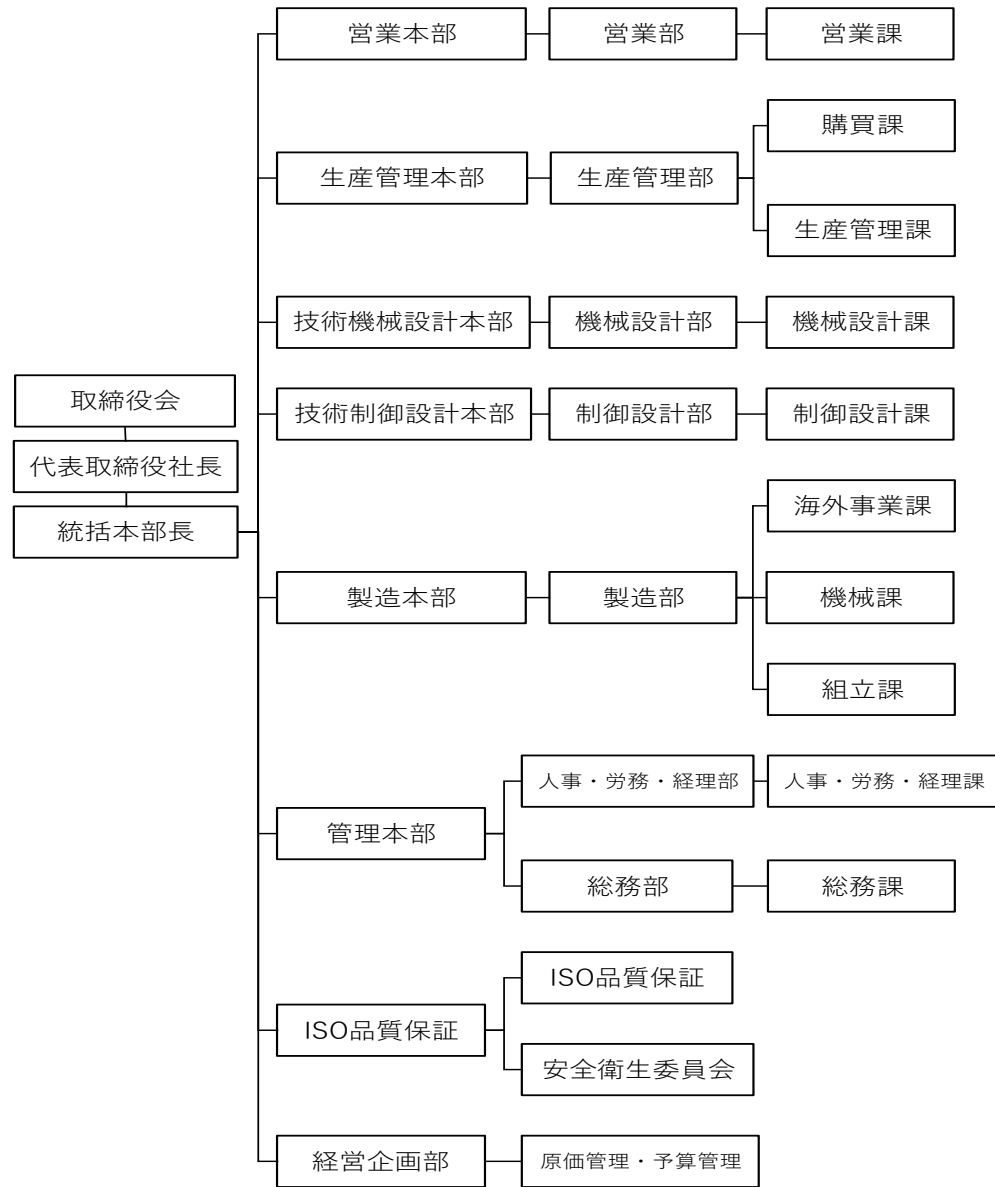 取締役会
代表取締役社長
統括本部長
営業本部
営業部
営業課
生産管理本部
生産管理部
購買課
生産管理課
技術機械設計本部
機械設計部
機械設計課
技術制御設計本部
制御設計部
制御設計課
製造本部
製造部
海外事業課
機械課
組立課
管理本部
人事・労務・経理部
人事・労務・経理課
総務部
総務課
ISO品質保証
ISO品質保証
安全衛生委員会
経営企画部
原価管理・予算管理